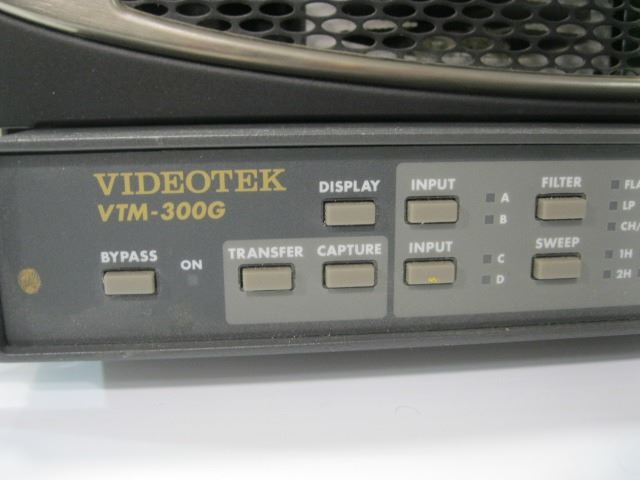 VIDEOTEK
VTM-300G
DISPLAY
INPUT
A
B
FILTER
LP
BYPASS
ON
TRANSFER
CAPTURE
INPUT
C
D
SWEEP
1H
2H